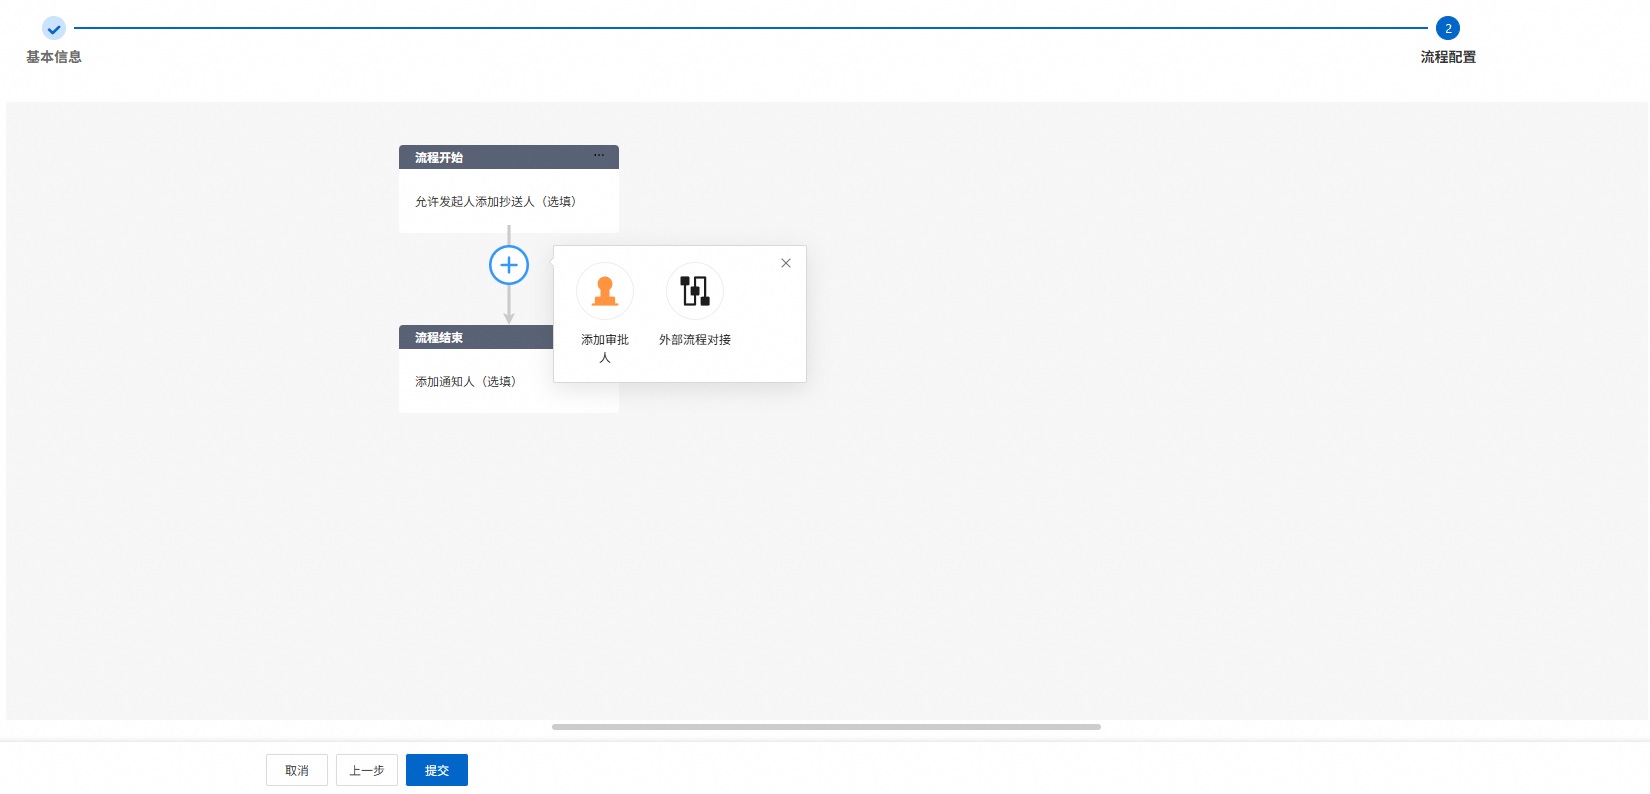 2
基本信息
流程配置
流程开始
···
允许发起人添加抄送人（选填）
添加审批
人
外部流程对接
流程结束
添加通知人（选填）
取消
上一步
提交